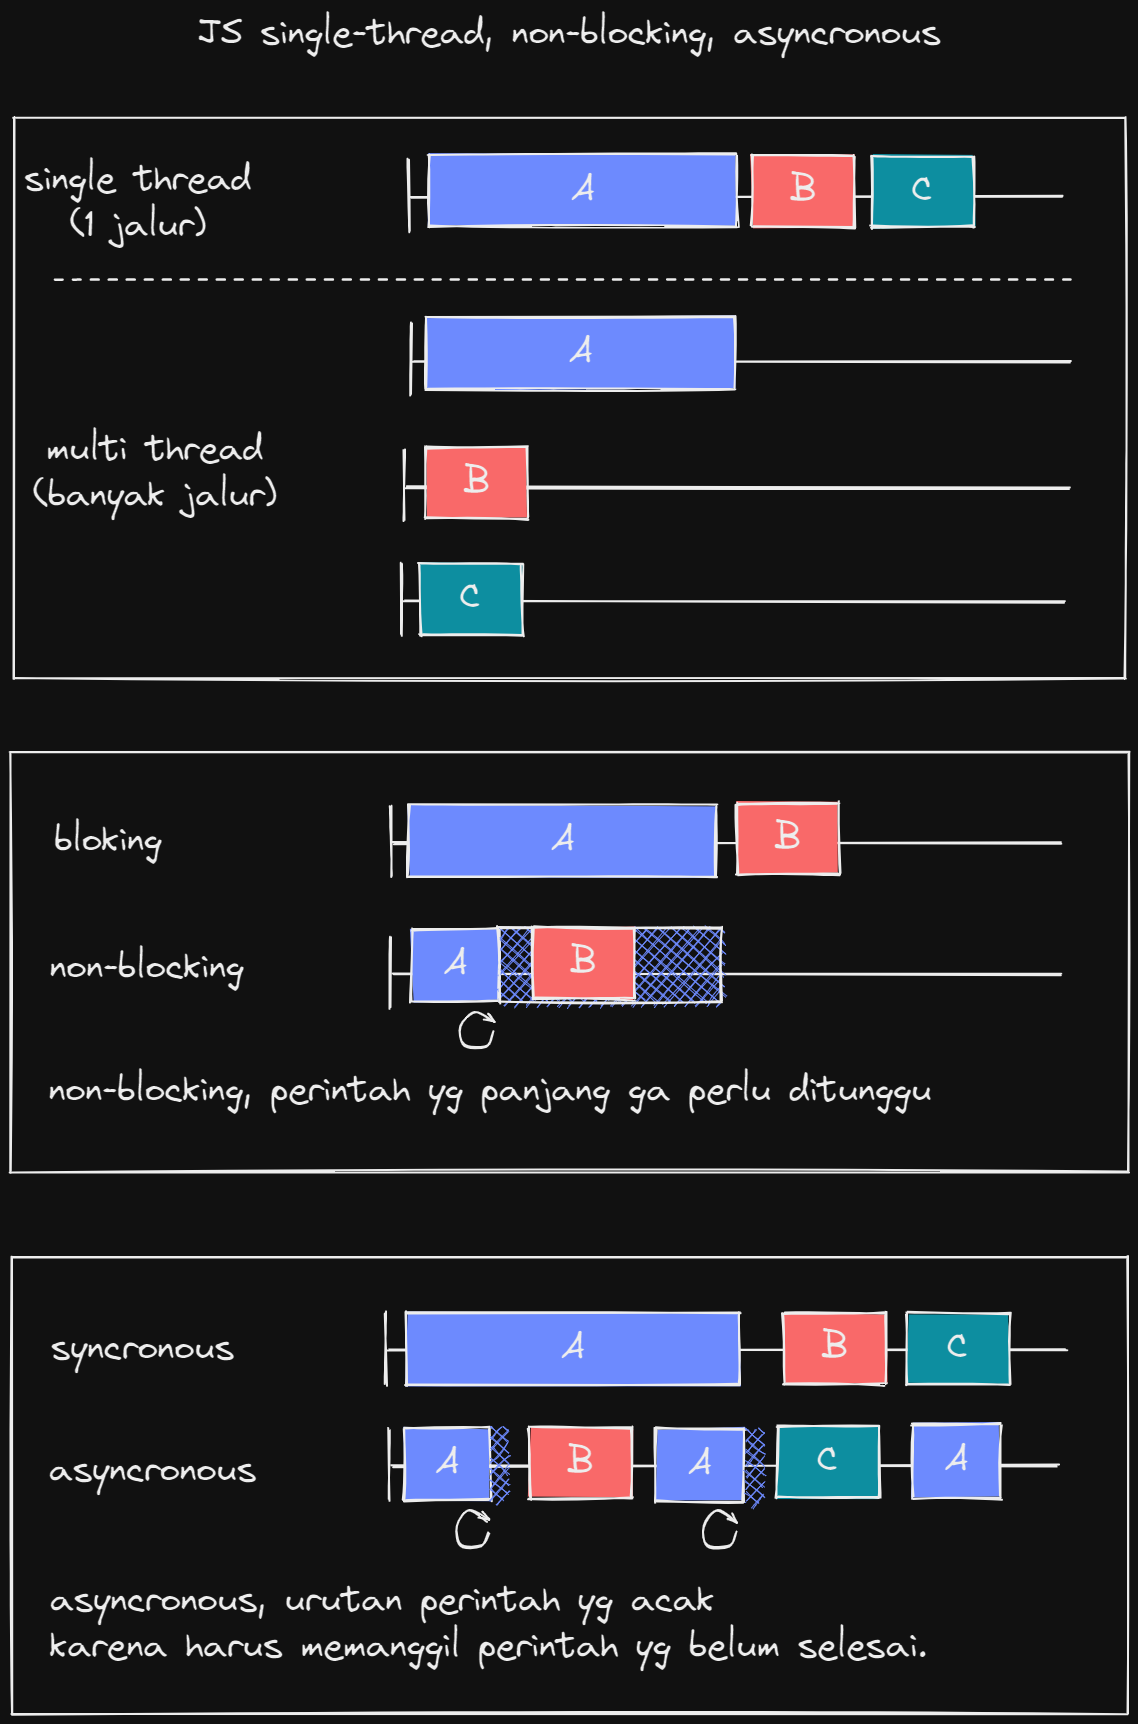 JS single-thread, non-blocking, asyncronous
single thread
(1 jalur)
A
B
C
A
multi thread
(banyak jalur)
B
C
bloking
A
B
non-blocking
A
B
non-blocking, perintah yg panjang ga perlu ditunggu
syncronous
A
B
C
asyncronous
A
B
A
C
A
asyncronous, urutan perintah yg acak
karena harus memanggil perintah yg belum selesai.